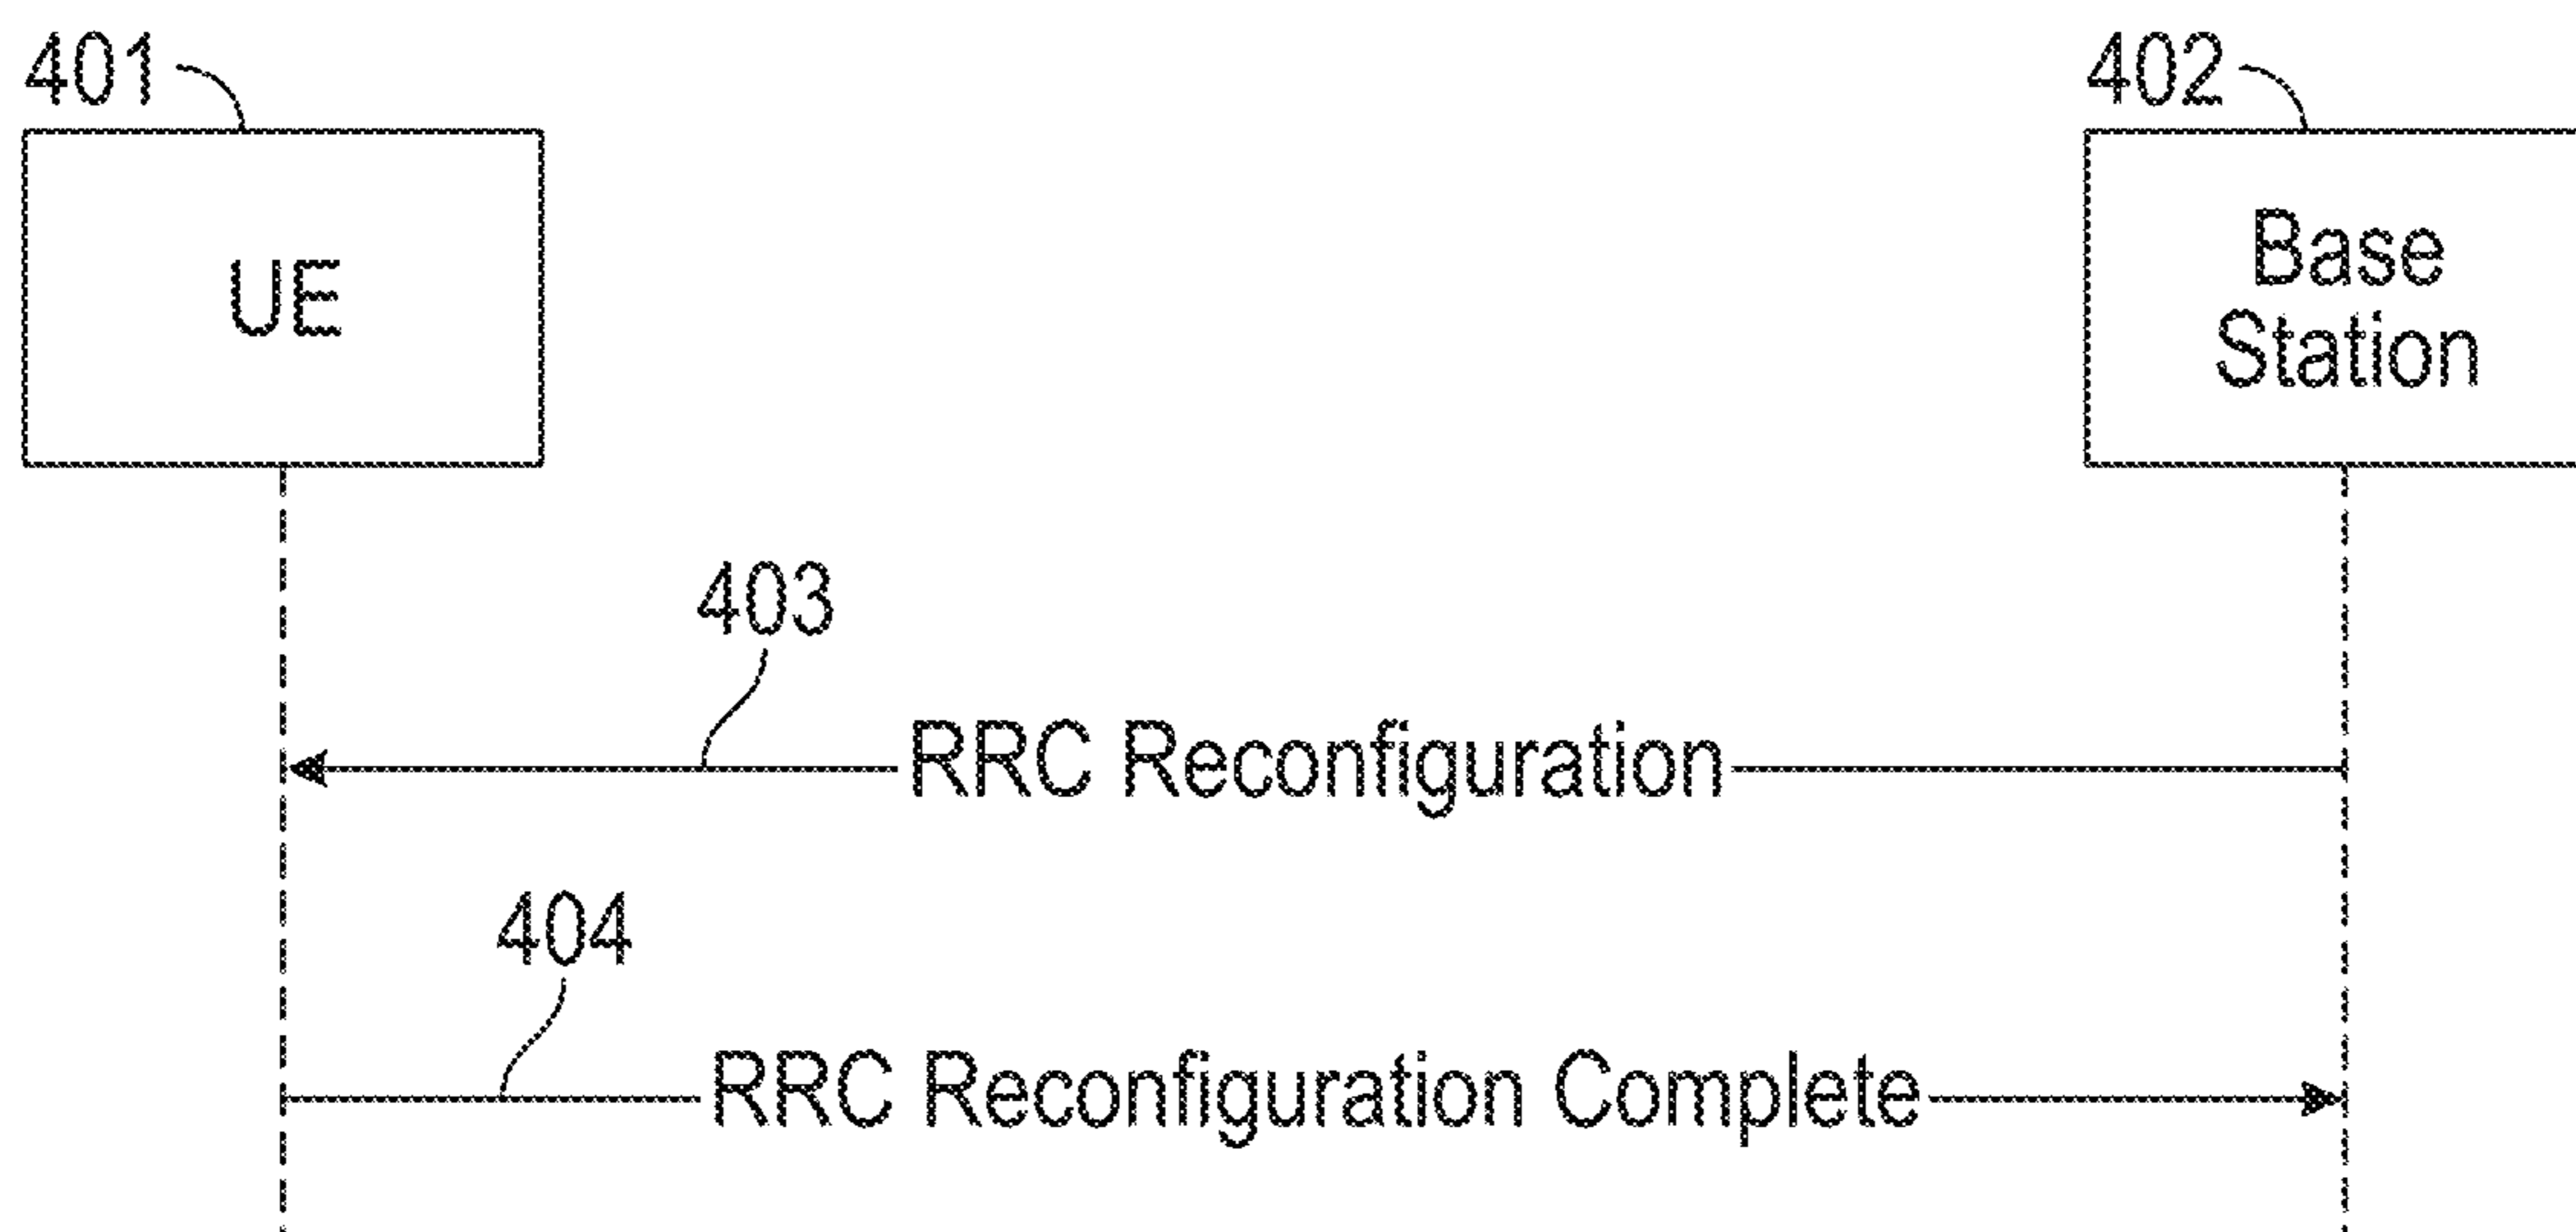 401
402
UE
Base
Station
403
RRC Reconfiguration
404
RRC Reconfiguration Complete